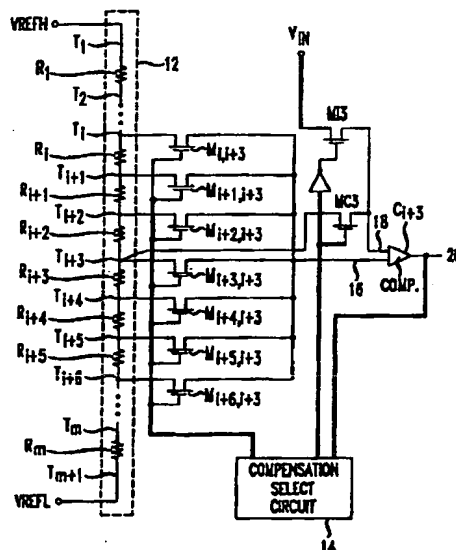 VREFH
T1
12
R1
T2
VIN
Ti
MI3
Ri
Mi,i+3
Ti+1
Ri+1
Mi+1,i+3
MC3
Ci+3
Ti+2
18
Ri+2
Mi+2,i+3
Ti+3
20
Ri+3
Mi+3,i+3
16
COMP.
Ti+4
Ri+4
Mi+4,i+3
Ti+5
Ri+5
Mi+5,i+3
Ti+6
Mi+6,i+3
Tm
Rm
Tm+1
COMPENSATION
SELECT
CIRCUIT
VREFL
14